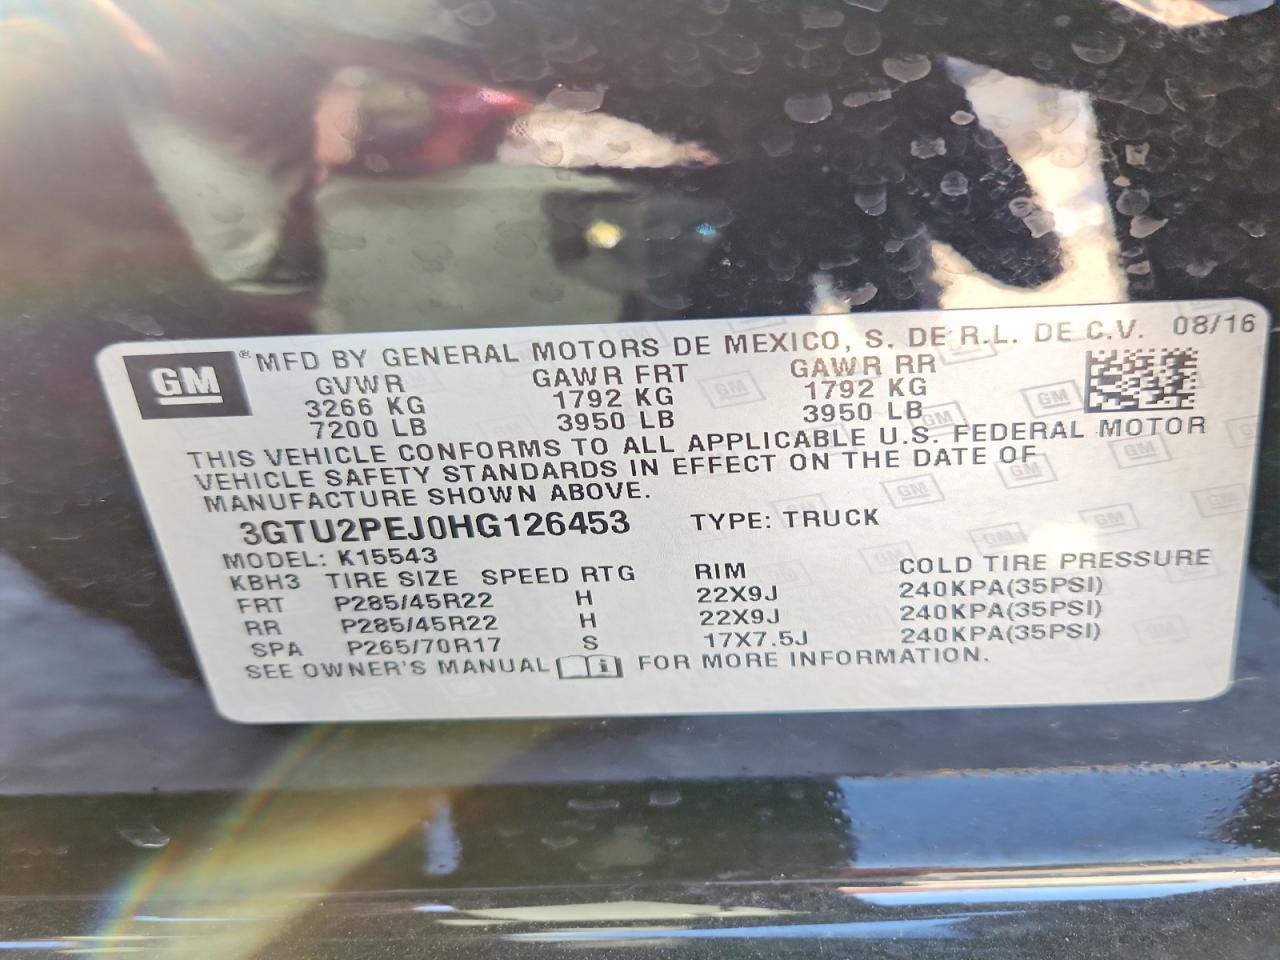 GM ® MFD BY GENERAL MOTORS DE MEXICO, S. DE R.L. DE C.V. 08/16
GVWR GAWR FRT GAWR RR
3266 KG 1792 KG 1792 KG
7200 LB 3950 LB 3950 LB
THIS VEHICLE CONFORMS TO ALL APPLICABLE U.S. FEDERAL MOTOR
VEHICLE SAFETY STANDARDS IN EFFECT ON THE DATE OF
MANUFACTURE SHOWN ABOVE.
3GTU2PEJ0HG126453 TYPE: TRUCK
MODEL: K15543
KBH3 TIRE SIZE SPEED RTG RIM COLD TIRE PRESSURE
FRT P285/45R22 H 22X9J 240KPA(35PSI)
RR P285/45R22 H 22X9J 240KPA(35PSI)
SPA P265/70R17 S 17X7.5J 240KPA(35PSI)
SEE OWNER'S MANUAL i FOR MORE INFORMATION.